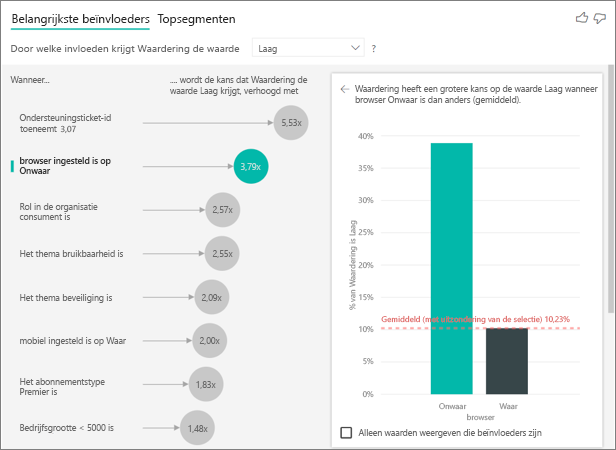 Belangrijkste beïnvloeders Topsegmenten
Door welke invloeden krijgt Waardering de waarde Laag ?
Wanneer...
.... wordt de kans dat Waardering de
waarde Laag krijgt, verhoogd met
Ondersteuningsticket-id
toeneemt 3,07
5,53x
browser ingesteld is op
Onwaar
3,79x
Rol in de organisatie
consument is
2,57x
Het thema bruikbaarheid is
2,55x
Het thema beveiliging is
2,09x
mobiel ingesteld is op Waar
2,00x
Het abonnementstype
Premier is
1,83x
Bedrijfsgrootte < 5000 is
1,48x
Waardering heeft een grotere kans op de waarde Laag wanneer
browser Onwaar is dan anders (gemiddeld).
% van Waardering is Laag
40%
35%
30%
25%
20%
15%
10%
5%
0%
Gemiddeld (met uitzondering van de selectie) 10,23%
Onwaar
Waar
browser
Alleen waarden weergeven die beïnvloeders zijn